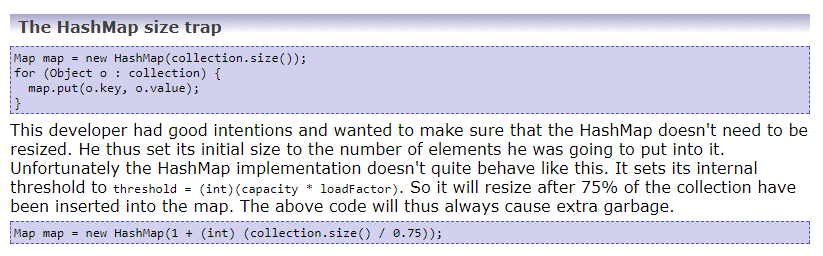 The HashMap size trap
Map map = new HashMap(collection.size());
for (Object o : collection) {
  map.put(o.key, o.value);
}
This developer had good intentions and wanted to make sure that the HashMap doesn't need to be
resized. He thus set its initial size to the number of elements he was going to put into it.
Unfortunately the HashMap implementation doesn't quite behave like this. It sets its internal
threshold to threshold = (int)(capacity * loadFactor). So it will resize after 75% of the collection have
been inserted into the map. The above code will thus always cause extra garbage.
Map map = new HashMap(1 + (int) (collection.size() / 0.75));